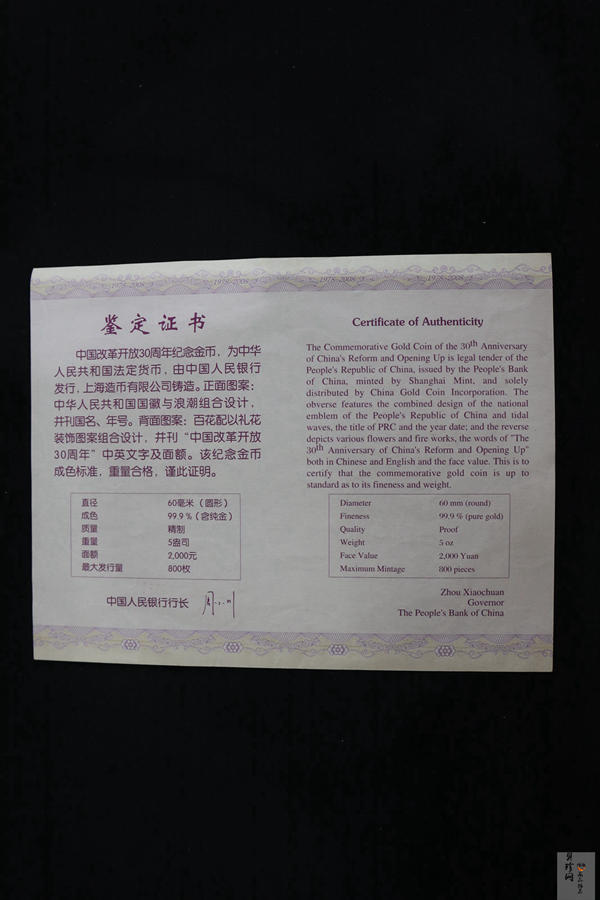 1978-2008 1978-2008 1978-2008
鉴定证书
中国改革开放30周年纪念金币，为中华
人民共和国法定货币，由中国人民银行
发行，上海造币有限公司铸造。正面图案：
中华人民共和国国徽与浪潮组合设计，
并刊国名、年号。背面图案：百花配以礼花
装饰图案组合设计，并刊“中国改革开放
30周年”中英文字及面额。该纪念金币
成色标准，重量合格，谨此证明。
直径 60毫米（圆形）
成色 99.9％（含纯金）
质量 精制
重量 5盎司
面额 2,000元
最大发行量 800枚
中国人民银行行长
Certificate of Authenticity
The Commemorative Gold Coin of the 30th Anniversary
of China's Reform and Opening Up is legal tender of the
People's Republic of China, issued by the People's Bank
of China, minted by Shanghai Mint, and solely
distributed by China Gold Coin Incorporation. The
obverse features the combined design of the national
emblem of the People's Republic of China and tidal
waves, the title of PRC and the year date; and the reverse
depicts various flowers and fire works, the words of "The
30th Anniversary of China's Reform and Opening Up"
both in Chinese and English and the face value. This is to
certify that the commemorative gold coin is up to
standard as to its fineness and weight.
Diameter 60 mm (round)
Fineness 99.9 % (pure gold)
Quality Proof
Weight 5 oz
Face Value 2,000 Yuan
Maximum Mintage 800 pieces
Zhou Xiaochuan
Governor
The People's Bank of China